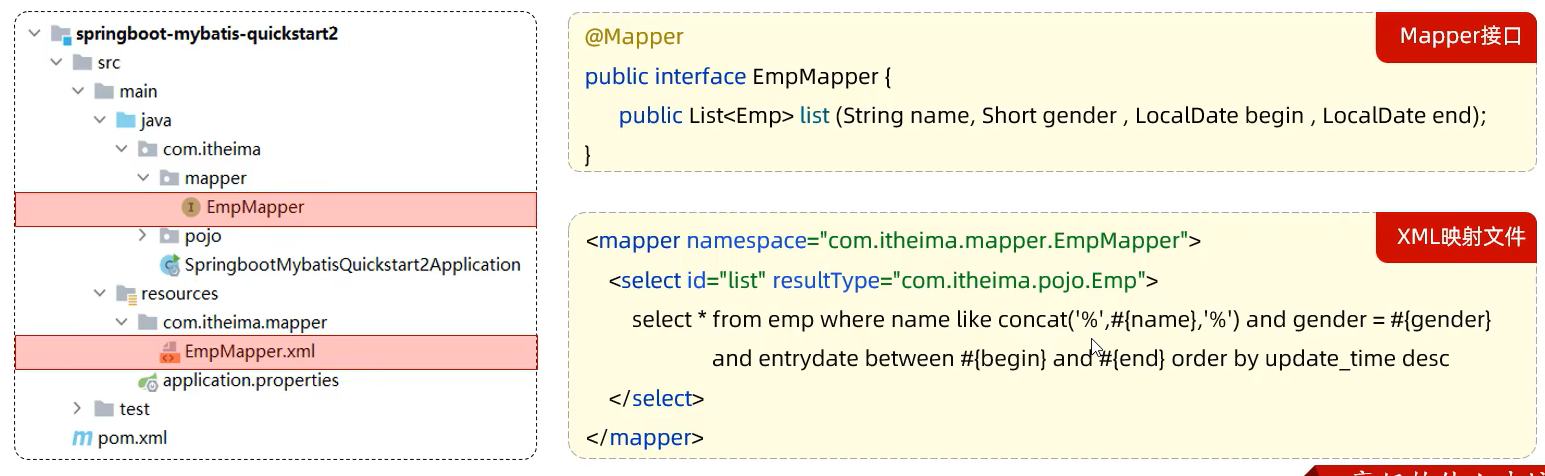 springboot-mybatis-quickstart2
src
main
java
com.itheima
mapper
EmpMapper
pojo
SpringbootMybatisQuickstart2Application
resources
com.itheima.mapper
EmpMapper.xml
application.properties
test
pom.xml
Mapper接口
@Mapper
public interface EmpMapper {
public List<Emp> list (String name, Short gender , LocalDate begin , LocalDate end);
}
XML映射文件
<mapper namespace="com.itheima.mapper.EmpMapper">
<select id="list" resultType="com.itheima.pojo.Emp">
select * from emp where name like concat('%',#{name},'%') and gender = #{gender}
and entrydate between #{begin} and #{end} order by update_time desc
</select>
</mapper>